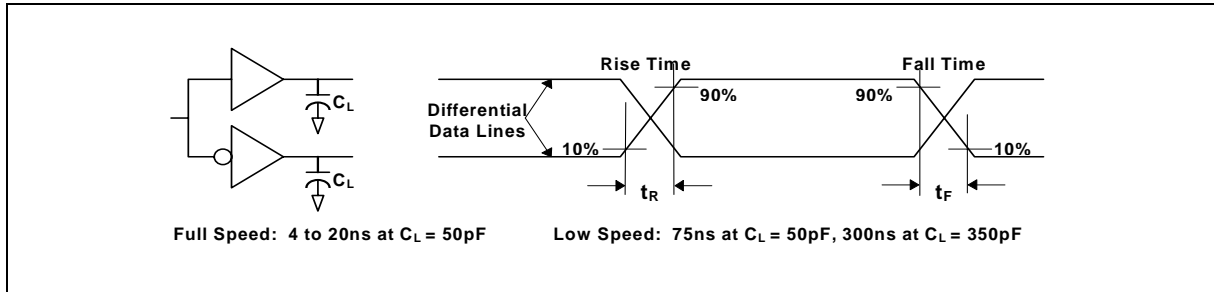 Rise Time
Fall Time
CL
90%
90%
Differential
Data Lines
10%
10%
CL
tR
tF
Full Speed: 4 to 20ns at CL = 50pF
Low Speed: 75ns at CL = 50pF, 300ns at CL = 350pF